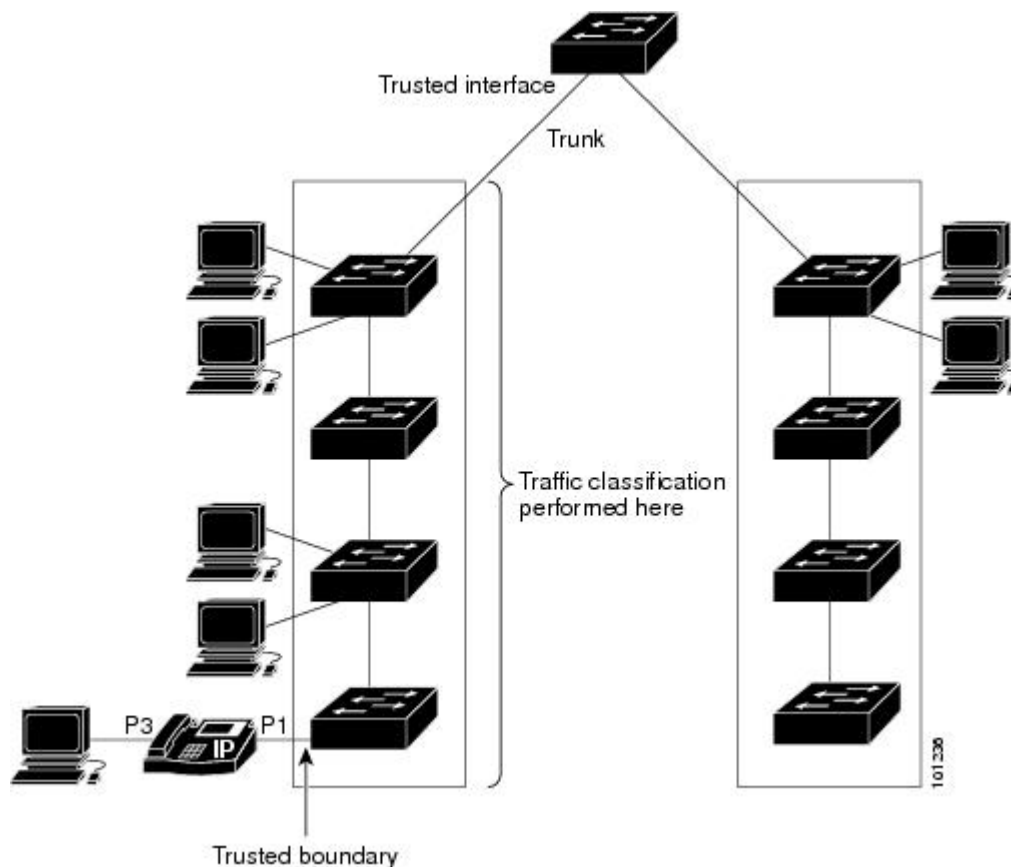 Trusted interface
Trunk
Traffic classification
performed here
P3
IP
P1
101236
Trusted boundary